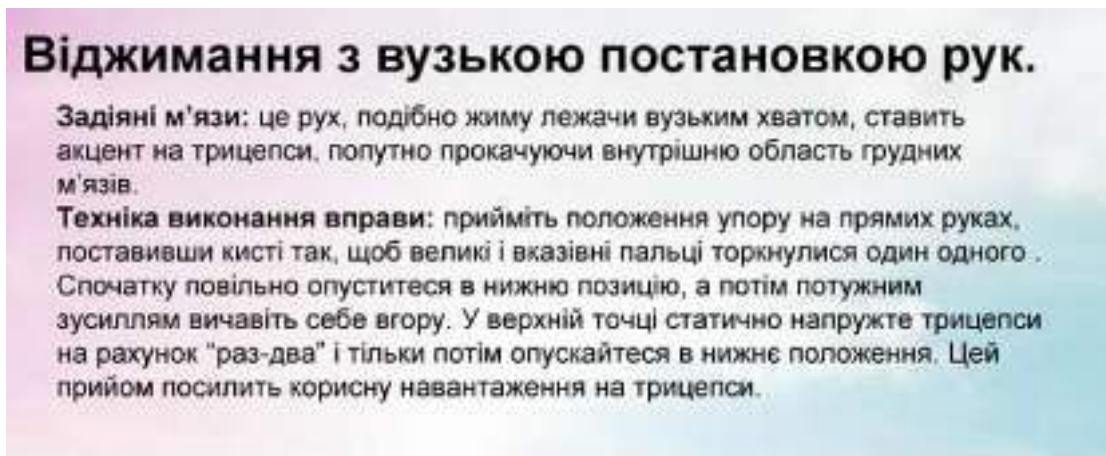 Віджимання з вузькою постановкою рук.
Задіяні м'язи: це рух, подібно жиму лежачи вузьким хватом, ставить
акцент на трицепси, попутно прокачуючи внутрішню область грудних
м'язів.
Техніка виконання вправи: прийміть положення упору на прямих руках,
поставивши кисті так, щоб великі і вказівні пальці торкнулися один одного .
Спочатку повільно опуститеся в нижню позицію, а потім потужним
зусиллям вичавіть себе вгору. У верхній точці статично напружте трицепси
на рахунок "раз-два" і тільки потім опускайтеся в нижнє положення. Цей
прийом посилить корисну навантаження на трицепси.